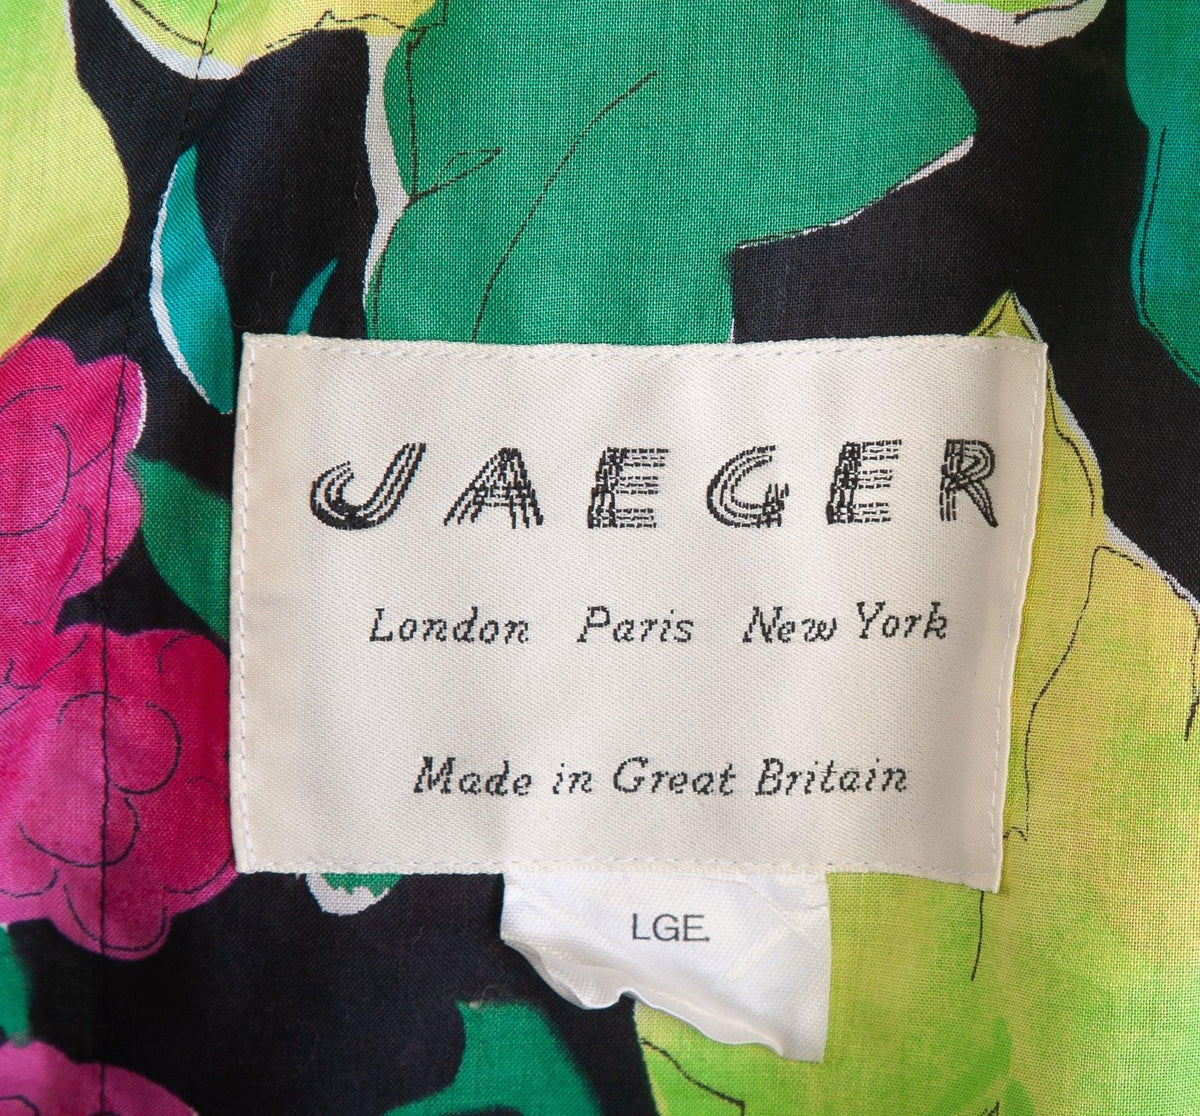 JAEGER
London Paris New York
Made in Great Britain
LGE.